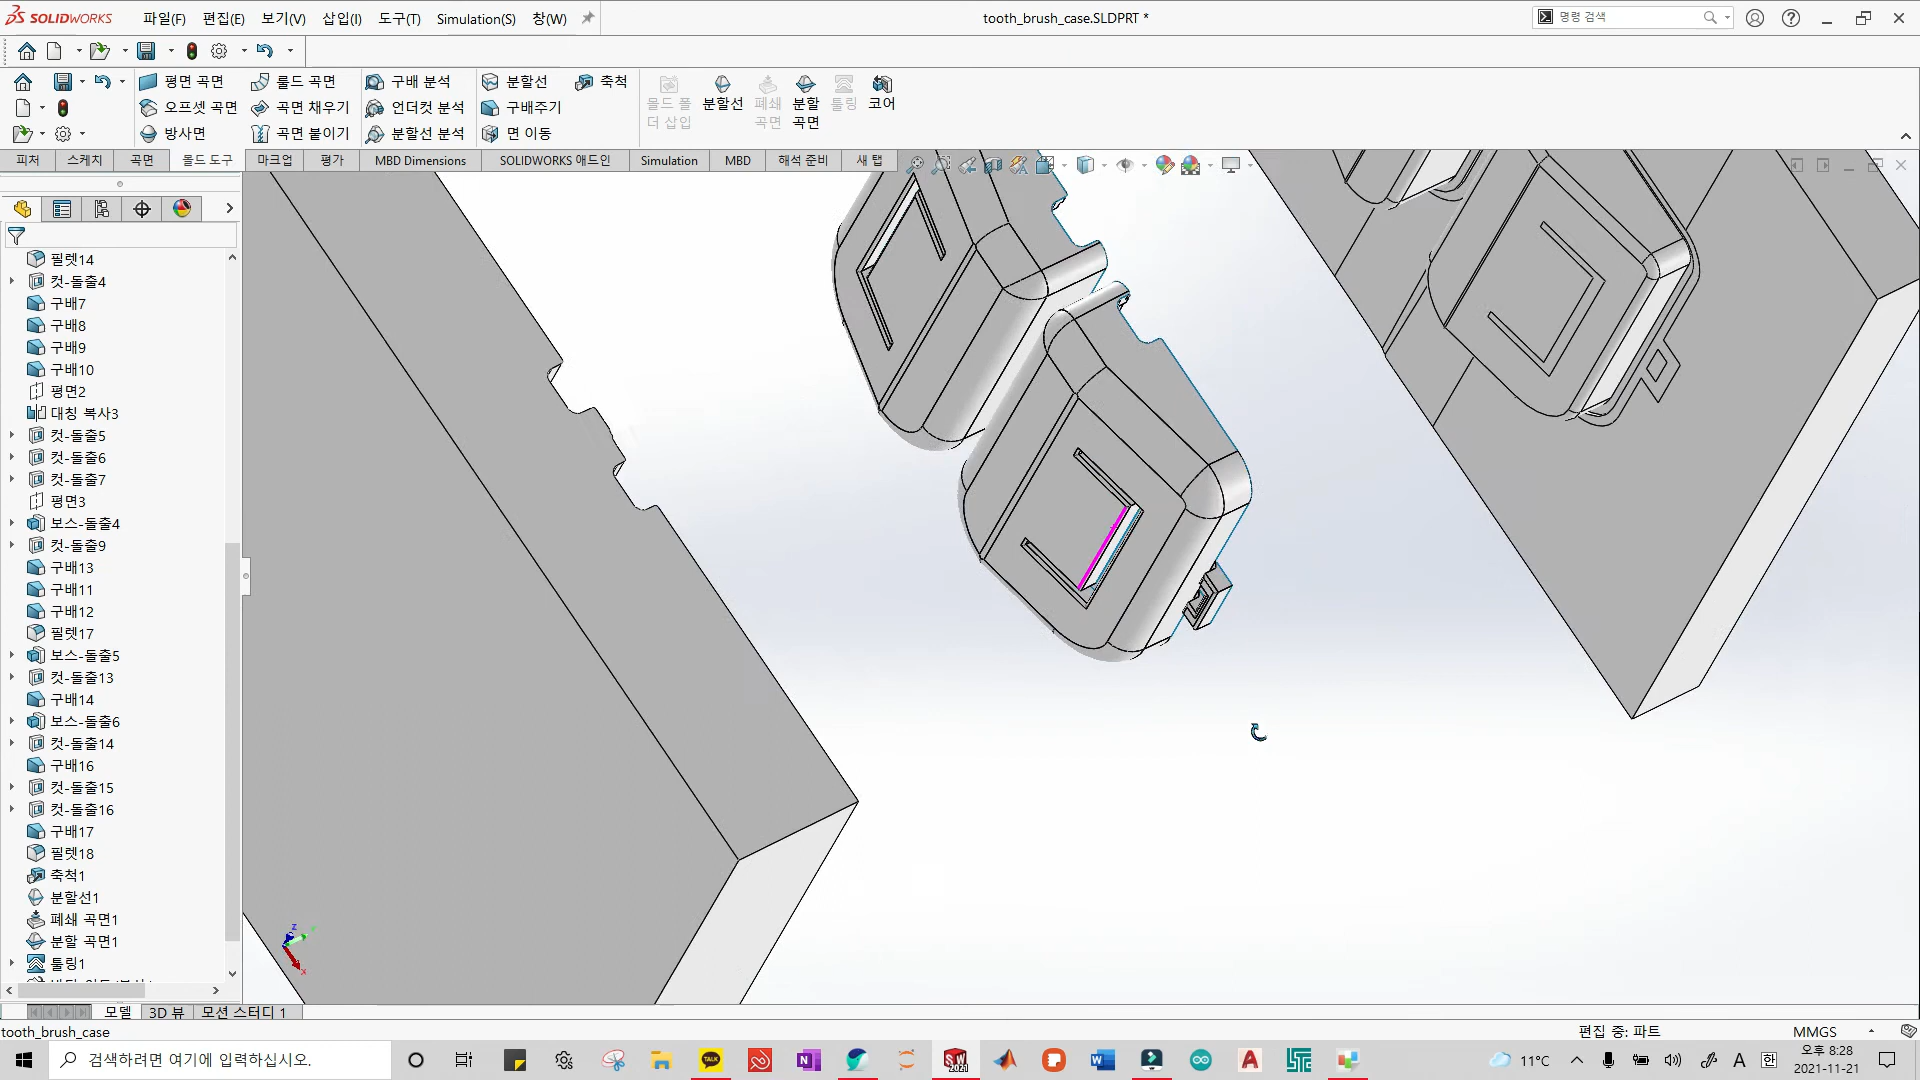 SOLIDWORKS 파일(F) 편집(E) 보기(V) 삽입(I) 도구(T) Simulation(S) 창(W) tooth_brush_case.SLDPRT * 명령 검색
평면 곡면 룰드 곡면 구배 분석 분할선 축척
오프셋 곡면 곡면 채우기 언더컷 분석 구배주기
방사면 곡면 붙이기 분할선 분석 면 이동
몰드 폴더 삽입
분할선
폐쇄 곡면
분할 곡면
툴링
코어
피처 스케치 곡면 몰드 도구 마크업 평가 MBD Dimensions SOLIDWORKS 애드인 Simulation MBD 해석 준비 새 탭
필렛14
컷-돌출4
구배7
구배8
구배9
구배10
평면2
대칭 복사3
컷-돌출5
컷-돌출6
컷-돌출7
평면3
보스-돌출4
컷-돌출9
구배13
구배11
구배12
필렛17
보스-돌출5
컷-돌출13
구배14
보스-돌출6
컷-돌출14
구배16
컷-돌출15
컷-돌출16
구배17
필렛18
축척1
분할선1
폐쇄 곡면1
분할 곡면1
툴링1
모델 3D 뷰 모션 스터디 1
tooth_brush_case 편집 중: 파트 MMGS
검색하려면 여기에 입력하십시오. TALK SW 2021 11°C A 한 오후 8:28
2021-11-21